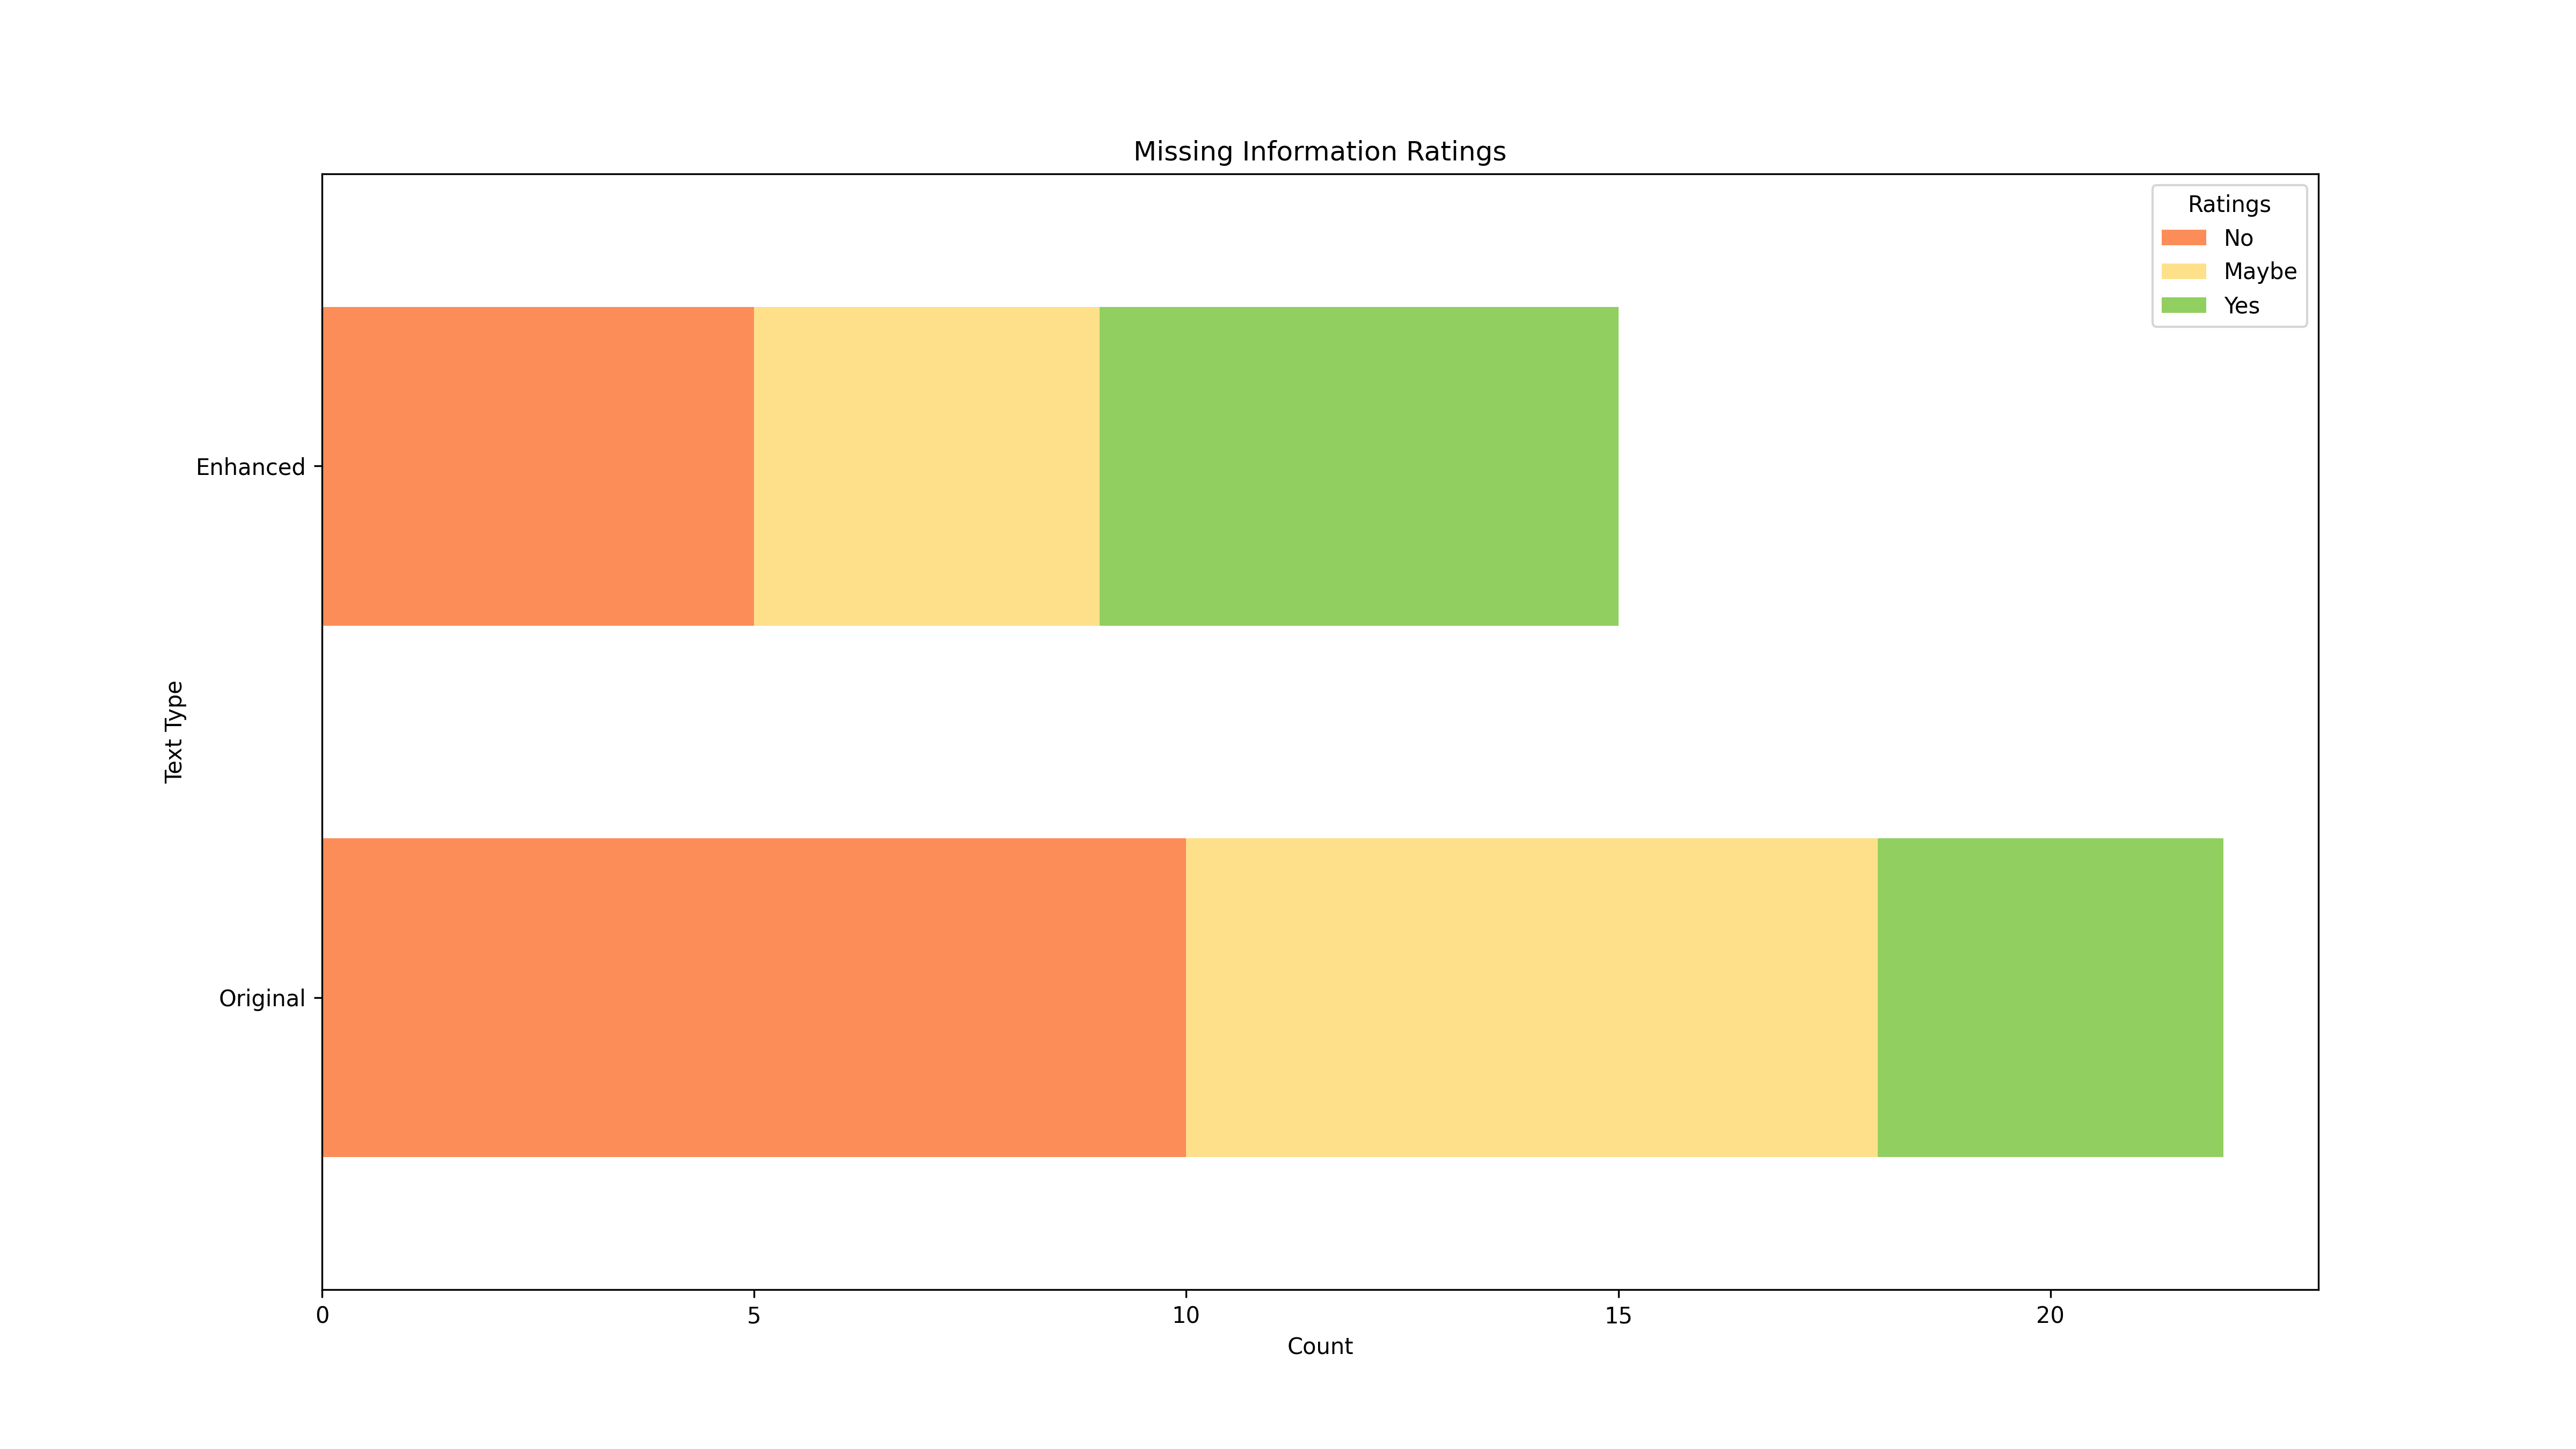 Missing Information Ratings
Ratings
No
Maybe
Yes
Enhanced
Text Type
Original
0 5 10 15 20
Count